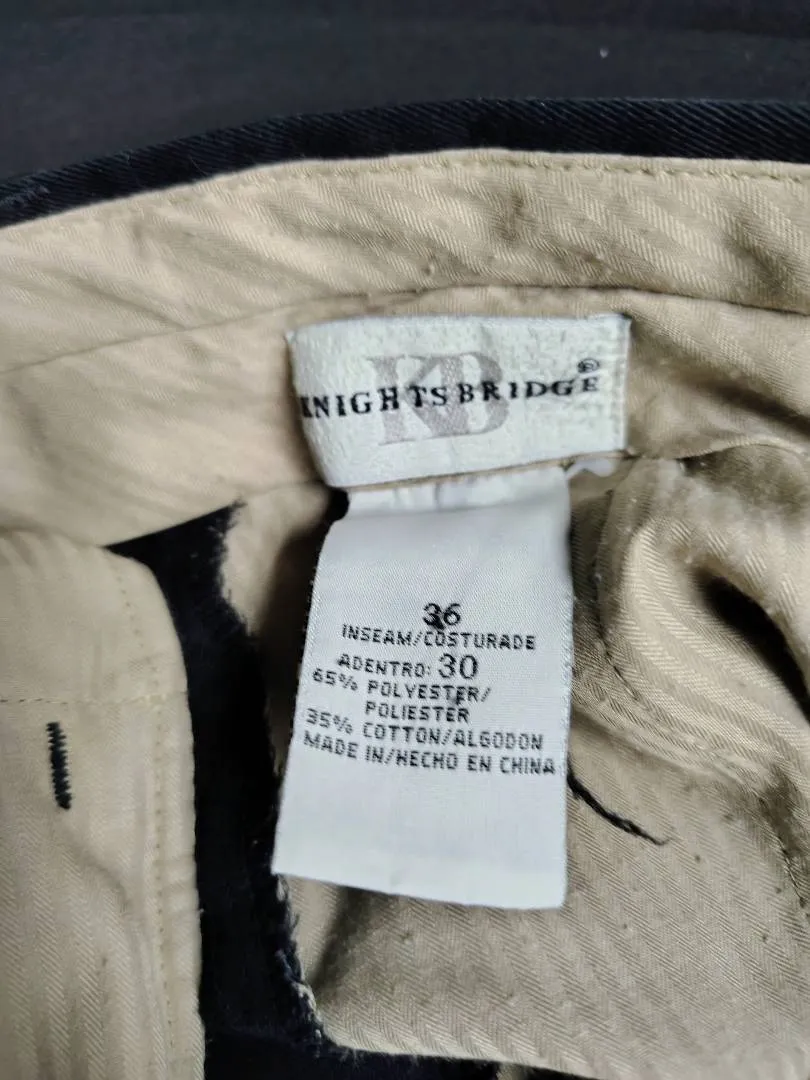 KB
KNIGHTSBRIDGE®
36
INSEAM/COSTURADE
ADENTRO: 30
65% POLYESTER/
POLIESTER
35% COTTON/ALGODON
MADE IN/HECHO EN CHINA